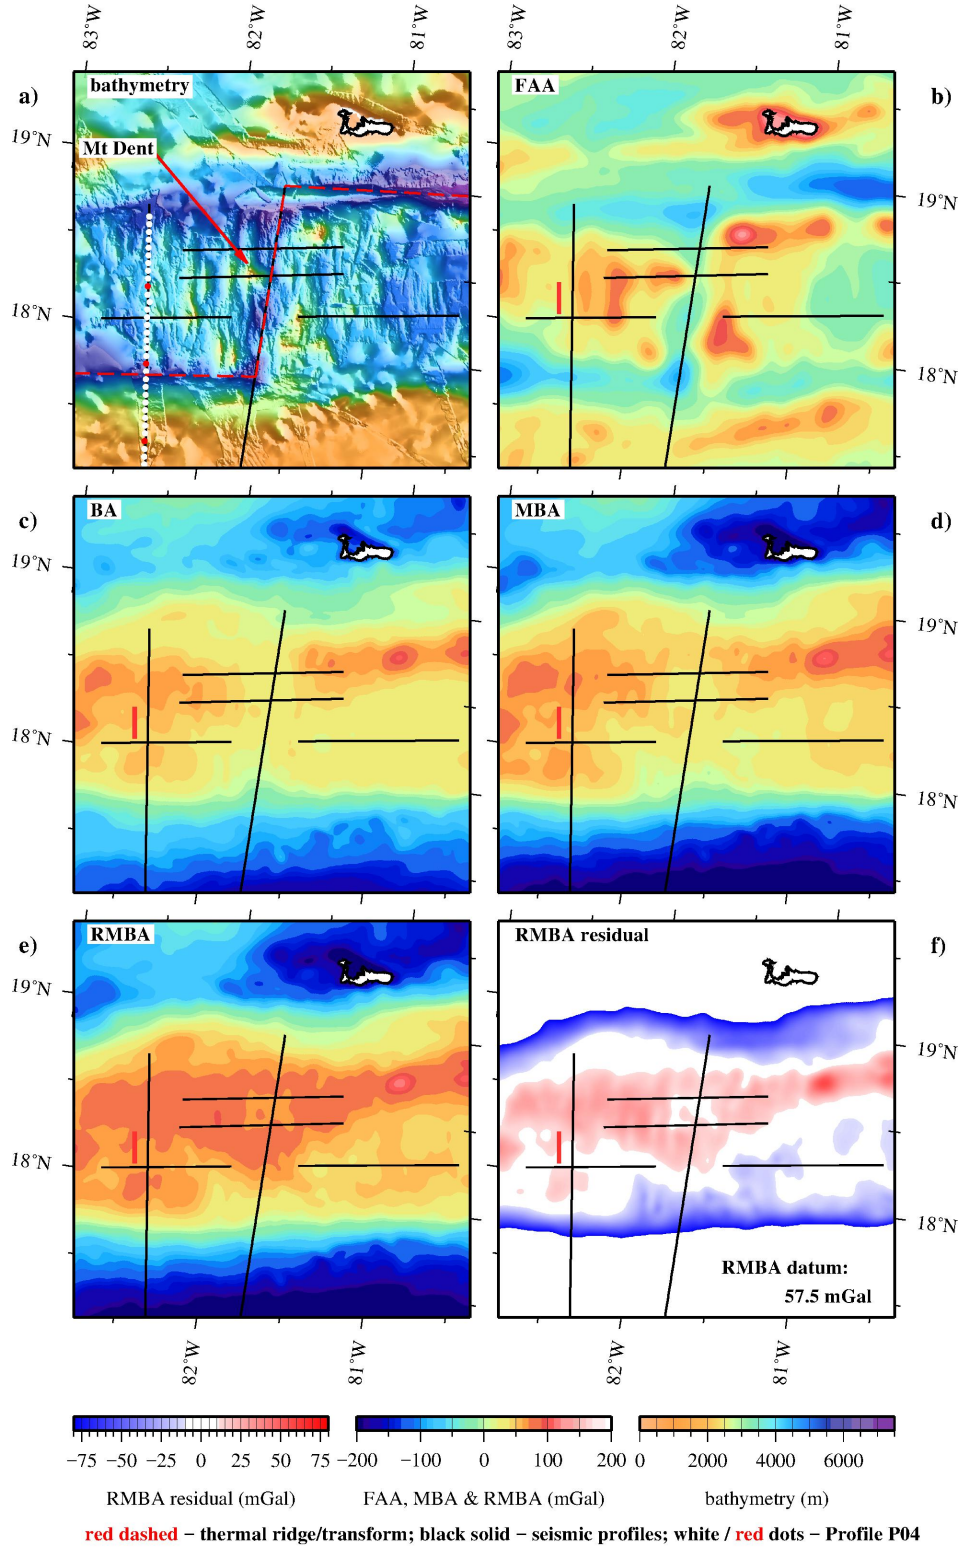 83°W 82°W 81°W 83°W 82°W 81°W
a) bathymetry FAA b)
19°N Mt Dent 19°N
18°N 18°N
c) BA MBA d)
19°N 19°N
18°N 18°N
e) RMBA RMBA residual f)
19°N 19°N
18°N 18°N
RMBA datum:
57.5 mGal
82°W 81°W 82°W 81°W
−75 −50 −25 0 25 50 75 −200 −100 0 100 200 0 2000 4000 6000
RMBA residual (mGal) FAA, MBA & RMBA (mGal) bathymetry (m)
red dashed − thermal ridge/transform; black solid − seismic profiles; white / red dots − Profile P04